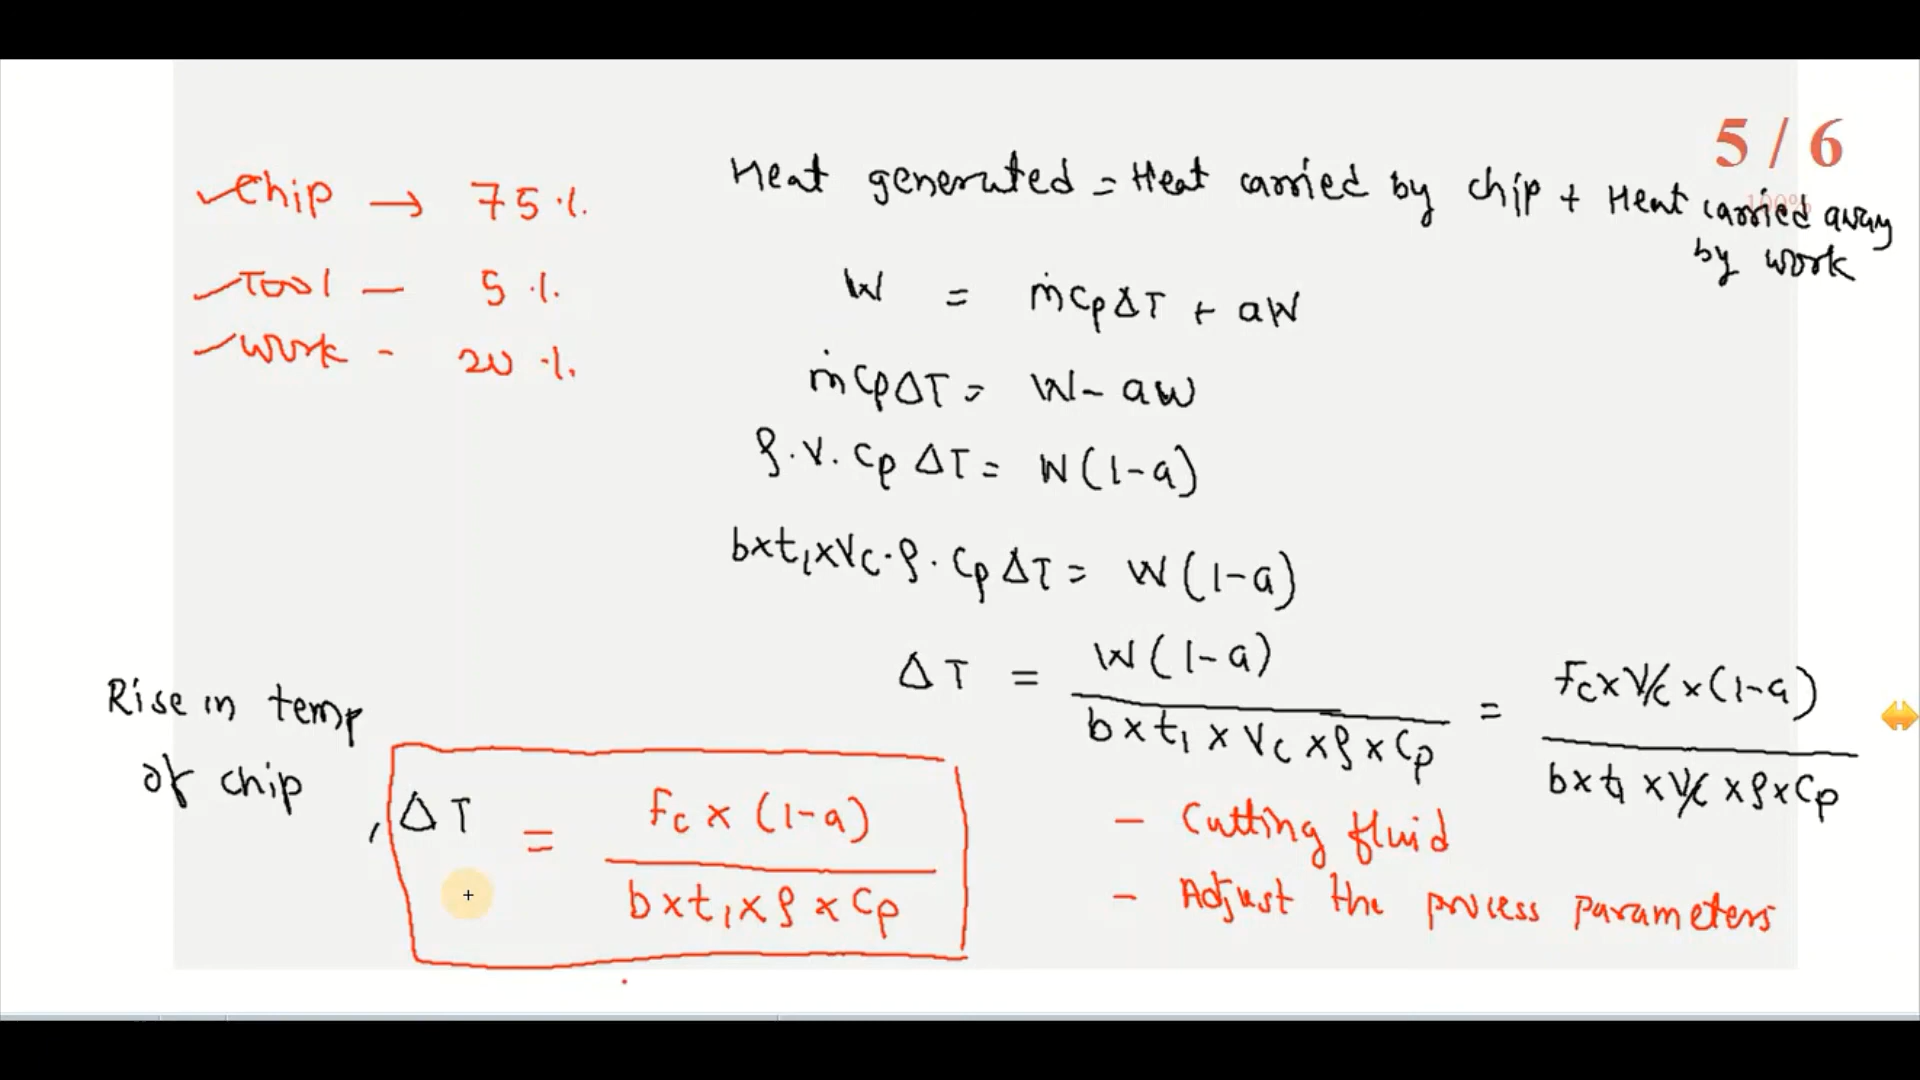 5 / 6
100%
Chip → 75%
Tool – 5%
Work - 20%
Heat generated = Heat carried by chip + Heat carried away
by work
W = ṁCpΔT + aW
ṁCpΔT = W - aW
ρ.V. Cp ΔT = W(1-a)
b×t₁×Vc.ρ.Cp ΔT = W(1-a)
ΔT = W(1-a) / b×t₁×Vc×ρ×Cp = Fc×Vc×(1-a) / b×t₁×Vc×ρ×Cp
Rise in temp
of chip, ΔT = Fc×(1-a) / b×t₁×ρ×Cp
- Cutting fluid
- Adjust the process parameters